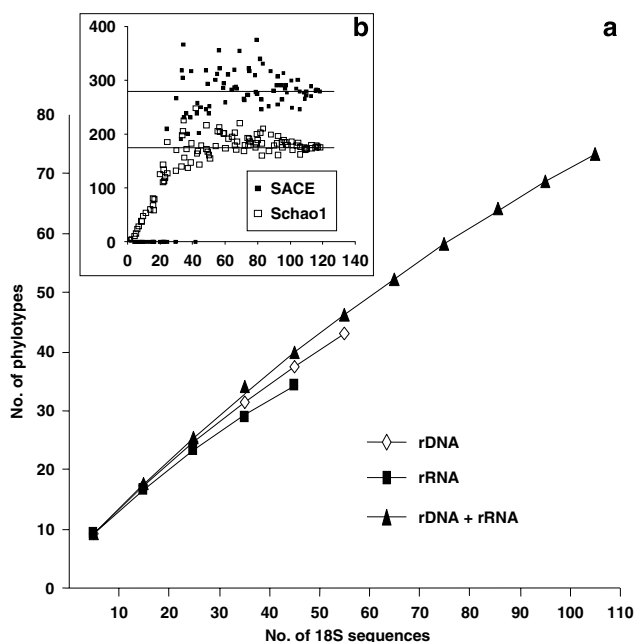 b
a
400
300
200
100
0
0 20 40 60 80 100 120 140
SACE
Schao1
80
70
60
50
40
30
20
10
0
No. of phylotypes
rDNA
rRNA
rDNA + rRNA
10 20 30 40 50 60 70 80 90 100 110
No. of 18S sequences